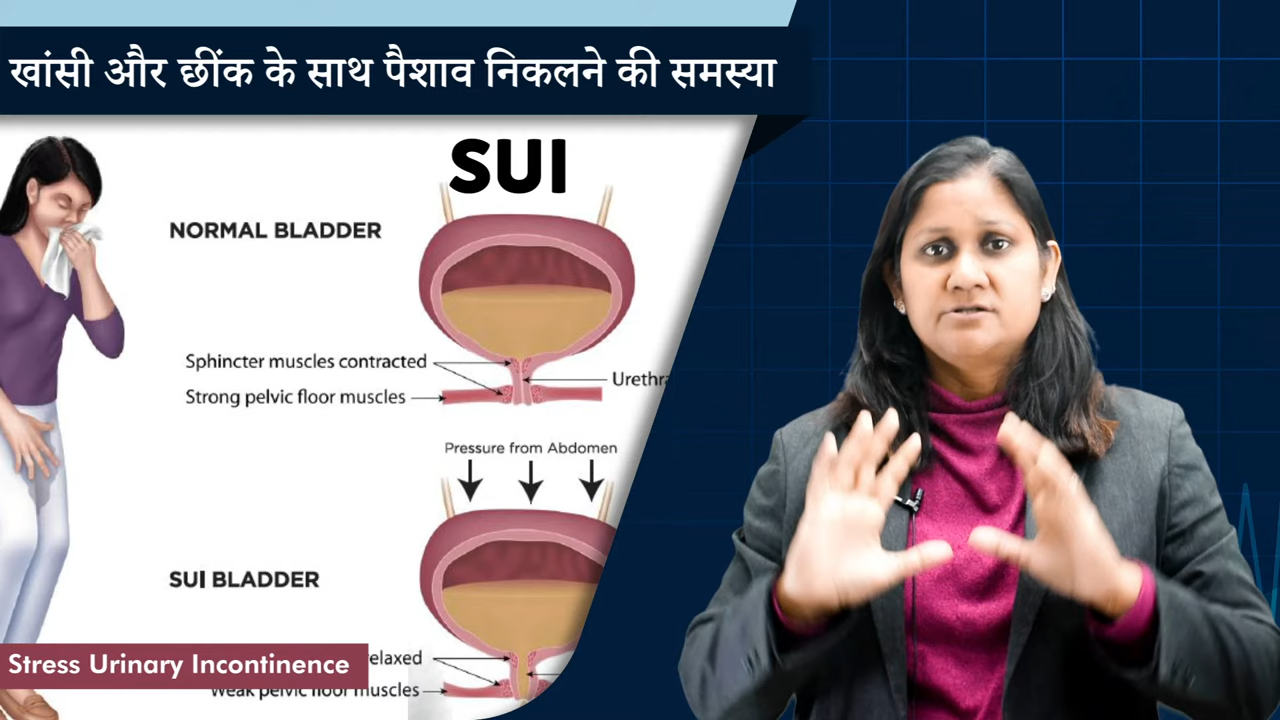 खांसी और छींक के साथ पैशाव निकलने की समस्या
SUI
NORMAL BLADDER
Sphincter muscles contracted
Strong pelvic floor muscles
Urethra
Pressure from Abdomen
SUI BLADDER
relaxed
Weak pelvic floor muscles
Stress Urinary Incontinence